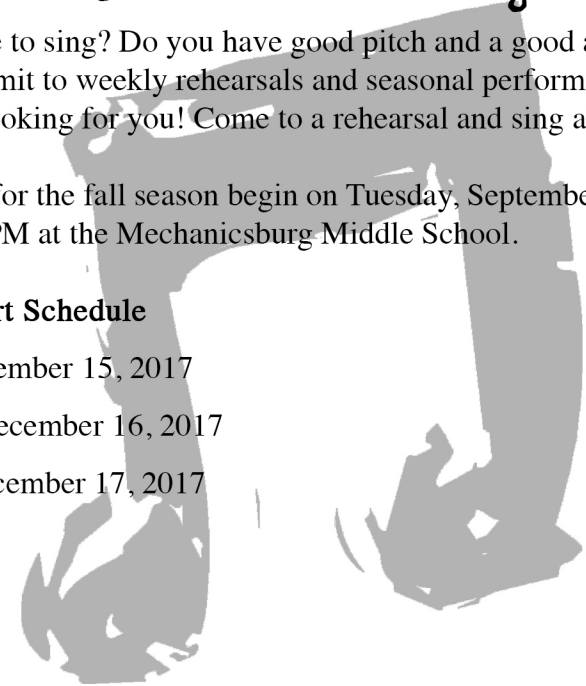 e to sing? Do you have good pitch and a good a
mit to weekly rehearsals and seasonal perform
ooking for you! Come to a rehearsal and sing a
for the fall season begin on Tuesday, Septembe
PM at the Mechanicsburg Middle School.
rt Schedule
ember 15, 2017
ecember 16, 2017
cember 17, 2017